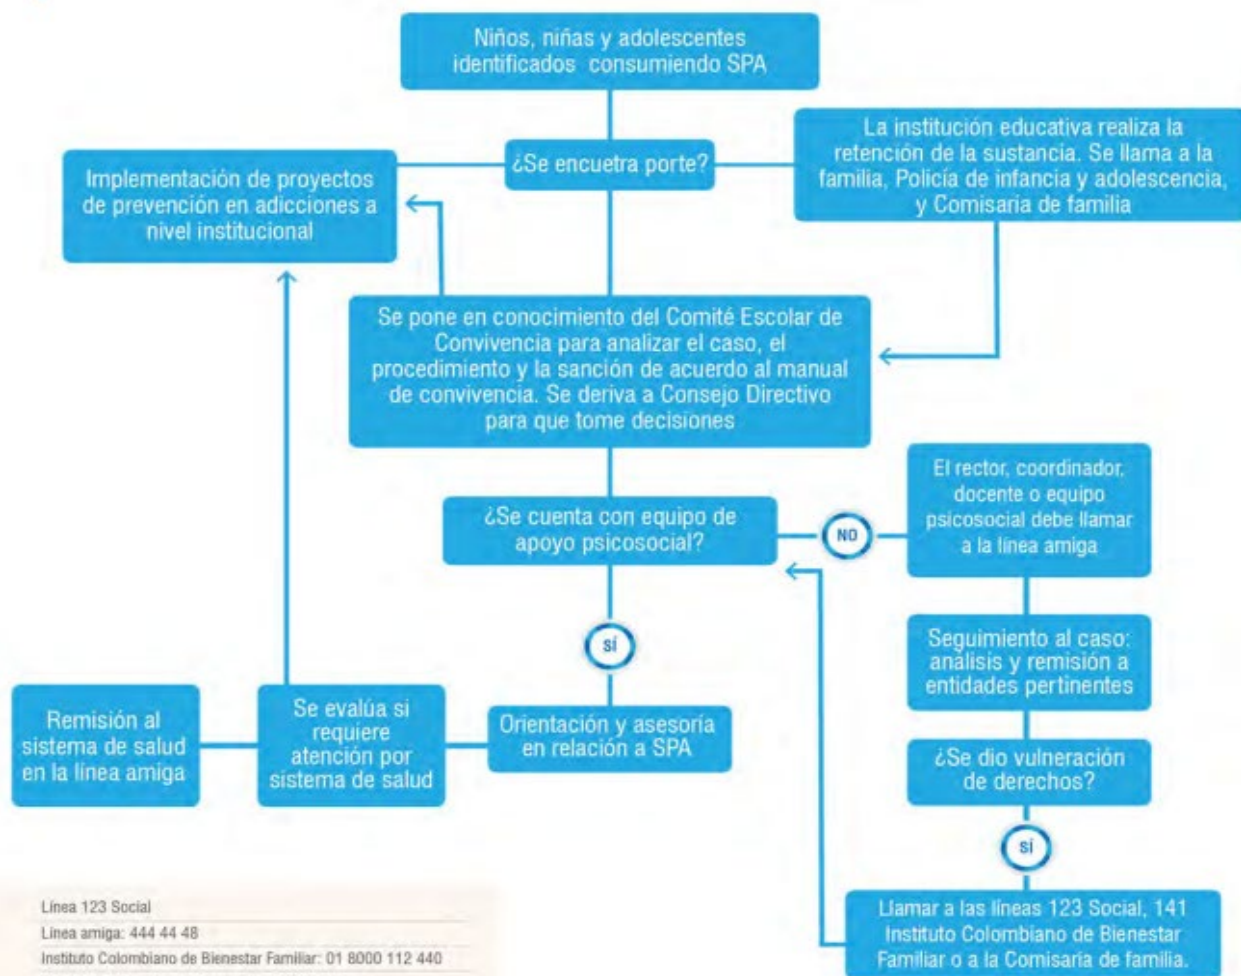 Niños, niñas y adolescentes
identificados consumiendo SPA
¿Se encuetra porte?
La institución educativa realiza la
retención de la sustancia. Se llama a la
familia, Policía de infancia y adolescencia,
y Comisaria de familia
Implementación de proyectos
de prevención en adicciones a
nivel institucional
Se pone en conocimiento del Comité Escolar de
Convivencia para analizar el caso, el
procedimiento y la sanción de acuerdo al manual
de convivencia. Se deriva a Consejo Directivo
para que tome decisiones
¿Se cuenta con equipo de
apoyo psicosocial?
NO
El rector, coordinador,
docente o equipo
psicosocial debe llamar
a la línea amiga
SÍ
Seguimiento al caso:
análisis y remisión a
entidades pertinentes
Remisión al
sistema de salud
en la línea amiga
Se evalúa si
requiere
atención por
sistema de salud
Orientación y asesoría
en relación a SPA
¿Se dio vulneración
de derechos?
SÍ
Llamar a las líneas 123 Social, 141
Instituto Colombiano de Bienestar
Familiar o a la Comisaría de familia.
Línea 123 Social
Línea amiga: 444 44 48
Instituto Colombiano de Bienestar Familiar: 01 8000 112 440